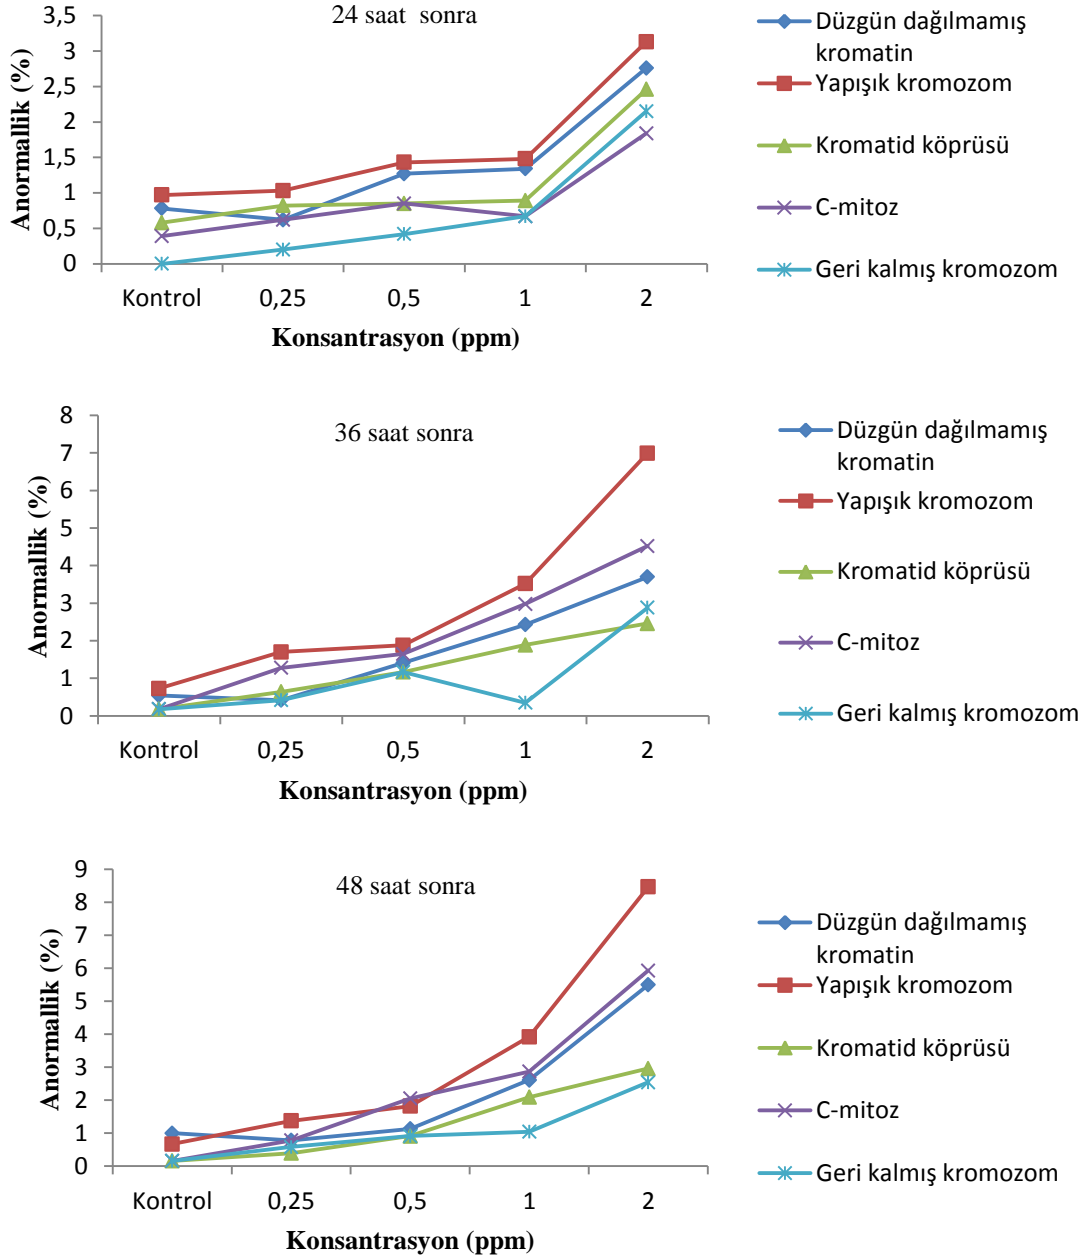 24 saat sonra
3,5
3
2,5
2
1,5
1
0,5
0
Anormallik (%)
Kontrol 0,25 0,5 1 2
Konsantrasyon (ppm)
Düzgün dağılmamış
kromatin
Yapışık kromozom
Kromatid köprüsü
C-mitoz
Geri kalmış kromozom
36 saat sonra
8
7
6
5
4
3
2
1
0
Anormallik (%)
Kontrol 0,25 0,5 1 2
Konsantrasyon (ppm)
Düzgün dağılmamış
kromatin
Yapışık kromozom
Kromatid köprüsü
C-mitoz
Geri kalmış kromozom
48 saat sonra
9
8
7
6
5
4
3
2
1
0
Anormallik (%)
Kontrol 0,25 0,5 1 2
Konsantrasyon (ppm)
Düzgün dağılmamış
kromatin
Yapışık kromozom
Kromatid köprüsü
C-mitoz
Geri kalmış kromozom